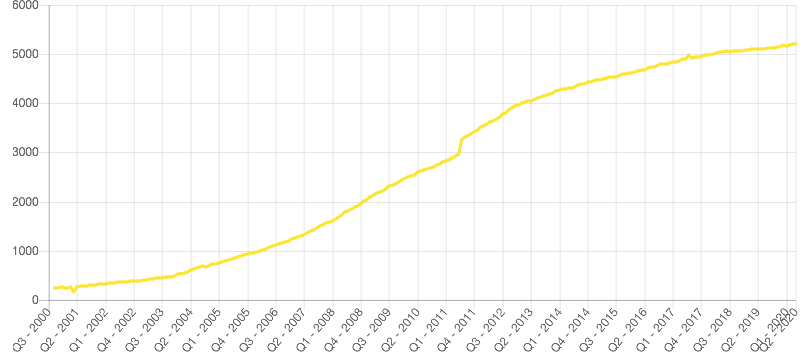 6000
5000
4000
3000
2000
1000
0
Q3 - 2000
Q2 - 2001
Q1 - 2002
Q4 - 2002
Q3 - 2003
Q2 - 2004
Q1 - 2005
Q4 - 2005
Q3 - 2006
Q2 - 2007
Q1 - 2008
Q4 - 2008
Q3 - 2009
Q2 - 2010
Q1 - 2011
Q4 - 2011
Q3 - 2012
Q2 - 2013
Q1 - 2014
Q4 - 2014
Q3 - 2015
Q2 - 2016
Q1 - 2017
Q4 - 2017
Q3 - 2018
Q2 - 2019
Q1 - 2020
Q2 - 2020